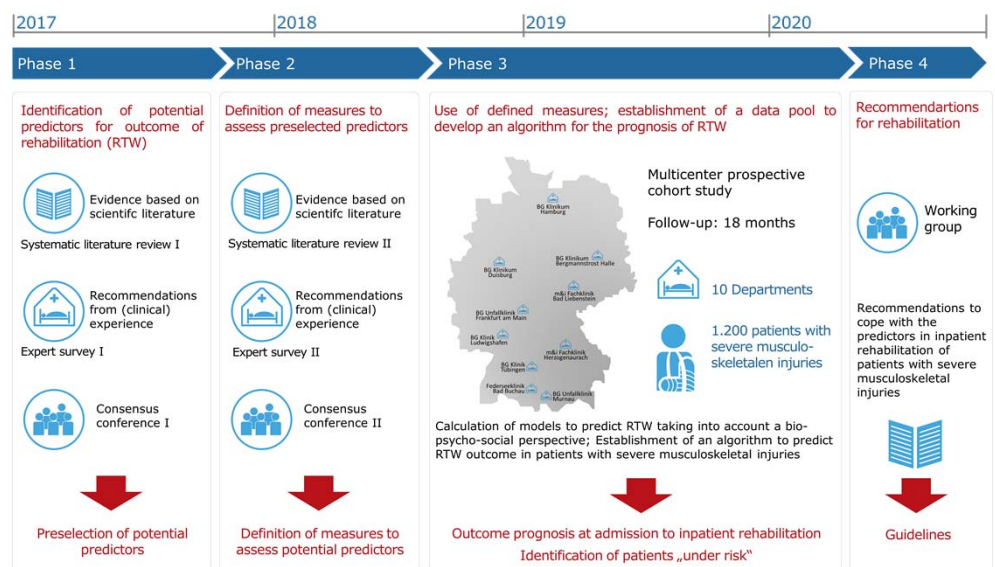 2017
2018
2019
2020
Phase 1
Phase 2
Phase 3
Phase 4
Identification of potential
predictors for outcome of
rehabilitation (RTW)
Evidence based on
scientifc literature
Systematic literature review I
Recommendations
from (clinical)
experience
Expert survey I
Consensus
conference I
Preselection of potential
predictors
Definition of measures to
assess preselected predictors
Evidence based on
scientifc literature
Systematic literature review II
Recommendations
from (clinical)
experience
Expert survey II
Consensus
conference II
Definition of measures to
assess potential predictors
Use of defined measures; establishment of a data pool to
develop an algorithm for the prognosis of RTW
BG Klinikum
Hamburg
BG Klinikum
Duisburg
BG Klinikum
Bergmannstrost Halle
m&i Fachklinik
Bad Liebenstein
BG Unfallklinik
Frankfurt am Main
BG Klinik
Ludwigshafen
m&i Fachklinik
Herzogenaurach
BG Klinik
Tübingen
Federseeklinik
Bad Buchau
BG Unfallklinik
Murnau
Multicenter prospective
cohort study
Follow-up: 18 months
10 Departments
1.200 patients with
severe musculo-
skeletalen injuries
Calculation of models to predict RTW taking into account a bio-
psycho-social perspective; Establishment of an algorithm to predict
RTW outcome in patients with severe musculoskeletal injuries
Outcome prognosis at admission to inpatient rehabilitation
Identification of patients „under risk“
Recommendartions
for rehabilitation
Working
group
Recommendations to
cope with the
predictors in inpatient
rehabilitation of
patients with severe
musculoskeletal
injuries
Guidelines